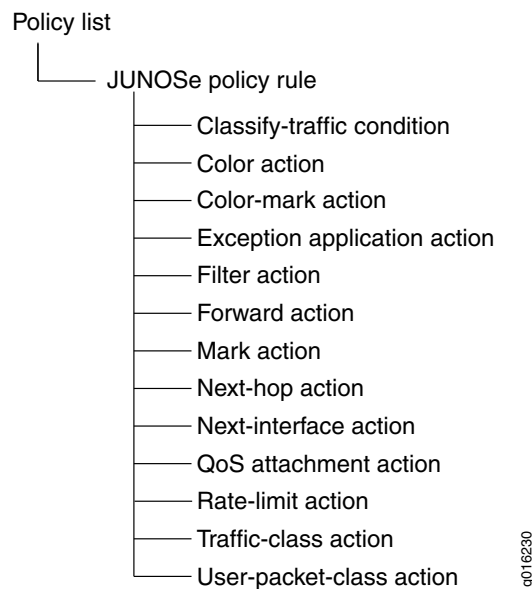 Policy list
JUNOSe policy rule
Classify-traffic condition
Color action
Color-mark action
Exception application action
Filter action
Forward action
Mark action
Next-hop action
Next-interface action
QoS attachment action
Rate-limit action
Traffic-class action
User-packet-class action
g016230